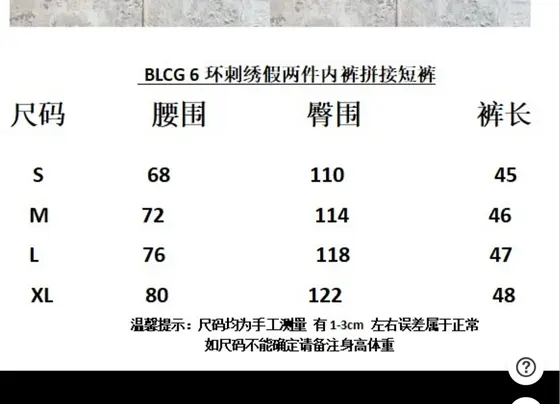 BLCG 6 环刺绣假两件内裤拼接短裤
尺码 腰围 臀围 裤长
S 68 110 45
M 72 114 46
L 76 118 47
XL 80 122 48
温馨提示：尺码均为手工测量 有1-3cm 左右误差属于正常
如尺码不能确定请备注身高体重
?